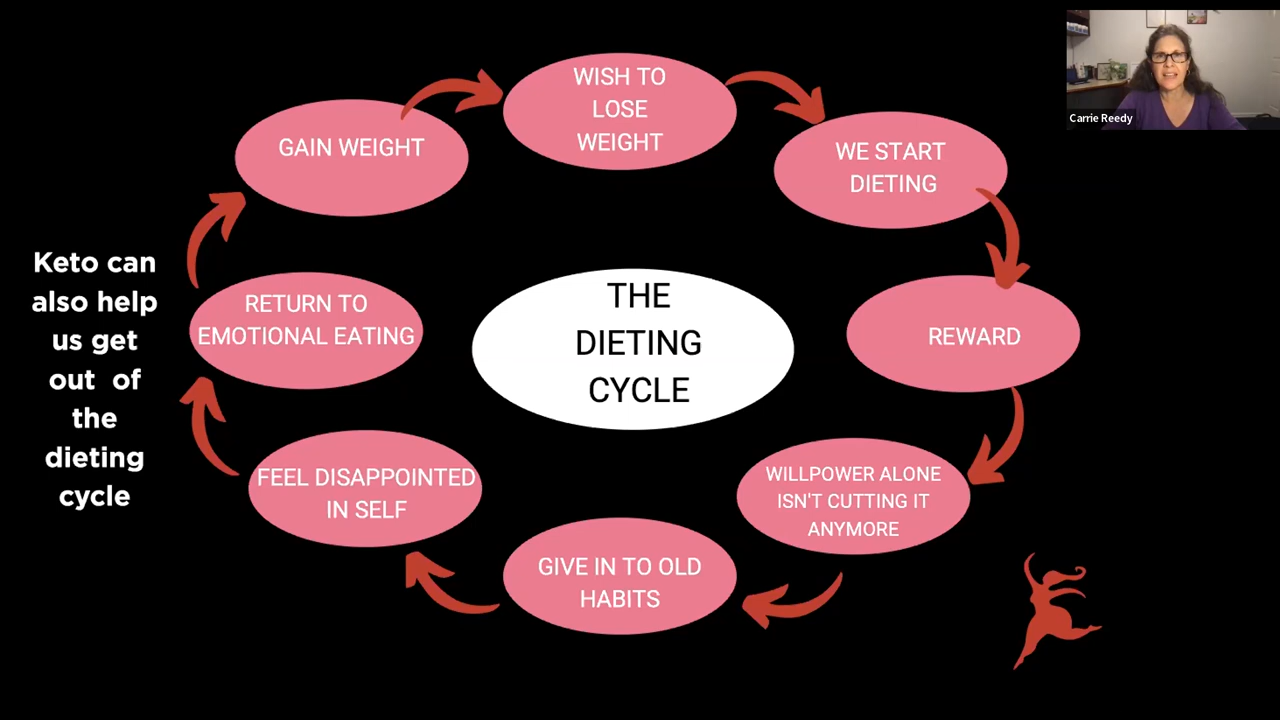 Carrie Reedy
WISH TO
LOSE
WEIGHT
WE START
DIETING
REWARD
WILLPOWER ALONE
ISN'T CUTTING IT
ANYMORE
GIVE IN TO OLD
HABITS
FEEL DISAPPOINTED
IN SELF
RETURN TO
EMOTIONAL EATING
GAIN WEIGHT
THE
DIETING
CYCLE
Keto can
also help
us get
out of
the
dieting
cycle